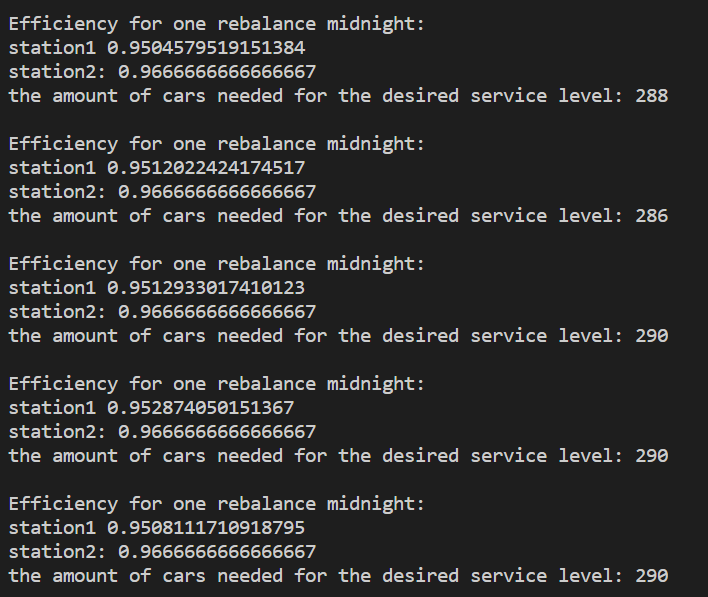 Efficiency for one rebalance midnight:
station1 0.9504579519151384
station2: 0.9666666666666667
the amount of cars needed for the desired service level: 288
Efficiency for one rebalance midnight:
station1 0.9512022424174517
station2: 0.9666666666666667
the amount of cars needed for the desired service level: 286
Efficiency for one rebalance midnight:
station1 0.9512933017410123
station2: 0.9666666666666667
the amount of cars needed for the desired service level: 290
Efficiency for one rebalance midnight:
station1 0.952874050151367
station2: 0.9666666666666667
the amount of cars needed for the desired service level: 290
Efficiency for one rebalance midnight:
station1 0.9508111710918795
station2: 0.9666666666666667
the amount of cars needed for the desired service level: 290